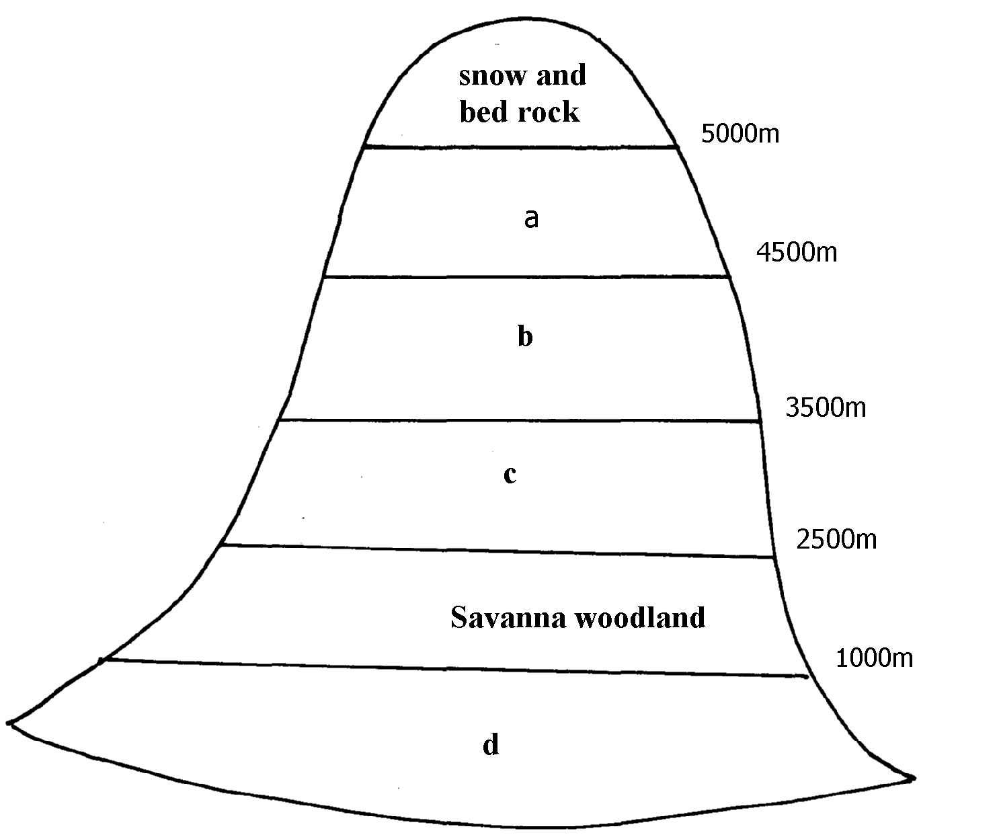 snow and
bed rock
5000m
a
4500m
b
3500m
c
2500m
Savanna woodland
1000m
d